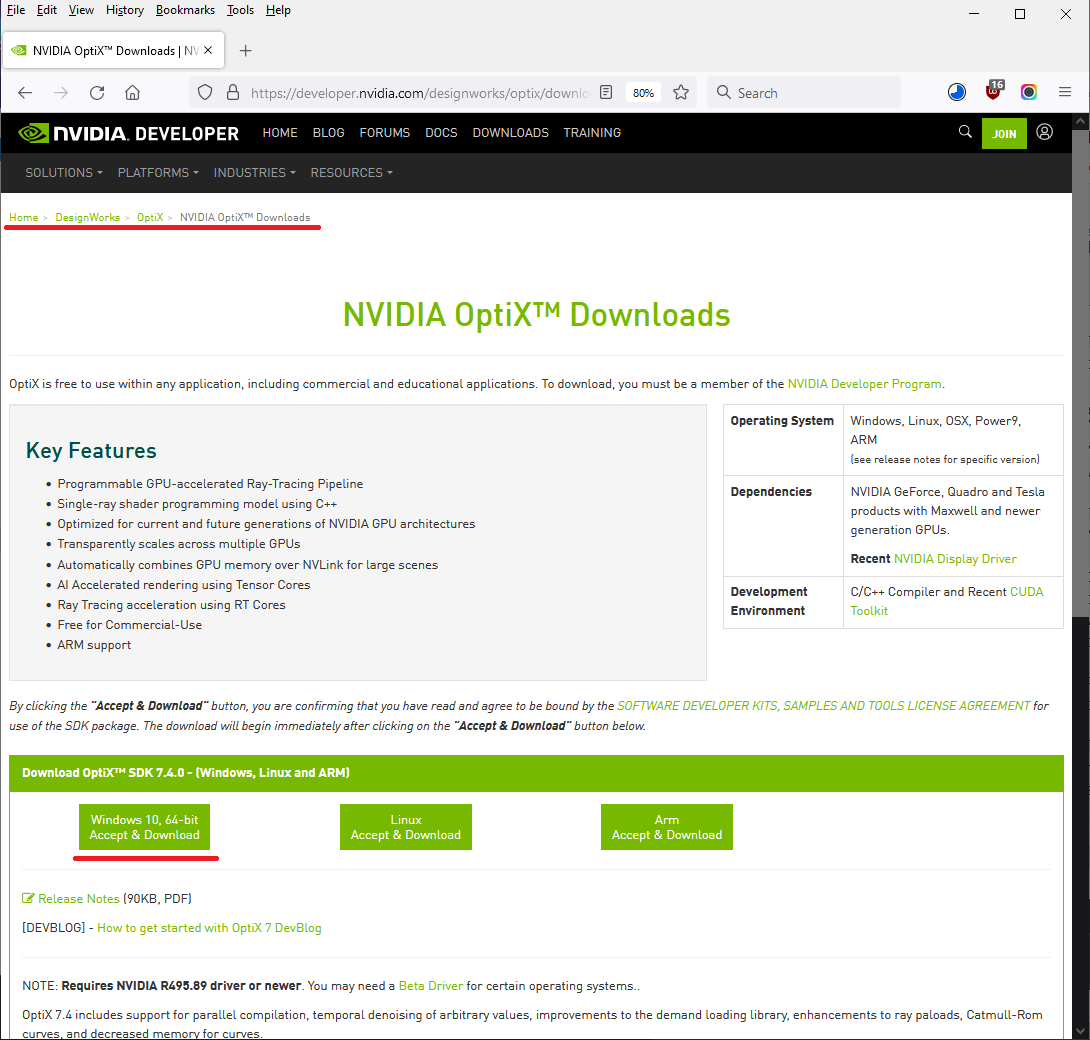 File Edit View History Bookmarks Tools Help
NVIDIA OptiX™ Downloads | NV
https://developer.nvidia.com/designworks/optix/downlo 80% Search 16
NVIDIA. DEVELOPER HOME BLOG FORUMS DOCS DOWNLOADS TRAINING JOIN
SOLUTIONS PLATFORMS INDUSTRIES RESOURCES
Home > DesignWorks > OptiX > NVIDIA OptiX™ Downloads
NVIDIA OptiX™ Downloads
OptiX is free to use within any application, including commercial and educational applications. To download, you must be a member of the NVIDIA Developer Program.
Key Features
• Programmable GPU-accelerated Ray-Tracing Pipeline
• Single-ray shader programming model using C++
• Optimized for current and future generations of NVIDIA GPU architectures
• Transparently scales across multiple GPUs
• Automatically combines GPU memory over NVLink for large scenes
• AI Accelerated rendering using Tensor Cores
• Ray Tracing acceleration using RT Cores
• Free for Commercial-Use
• ARM support
Operating System Windows, Linux, OSX, Power9,
ARM
(see release notes for specific version)
Dependencies NVIDIA GeForce, Quadro and Tesla
products with Maxwell and newer
generation GPUs.
Recent NVIDIA Display Driver
Development C/C++ Compiler and Recent CUDA
Environment Toolkit
By clicking the "Accept & Download" button, you are confirming that you have read and agree to be bound by the SOFTWARE DEVELOPER KITS, SAMPLES AND TOOLS LICENSE AGREEMENT for
use of the SDK package. The download will begin immediately after clicking on the "Accept & Download" button below.
Download OptiX™ SDK 7.4.0 - (Windows, Linux and ARM)
Windows 10, 64-bit
Accept & Download
Linux
Accept & Download
Arm
Accept & Download
Release Notes (90KB, PDF)
[DEVBLOG] - How to get started with OptiX 7 DevBlog
NOTE: Requires NVIDIA R495.89 driver or newer. You may need a Beta Driver for certain operating systems..
OptiX 7.4 includes support for parallel compilation, temporal denoising of arbitrary values, improvements to the demand loading library, enhancements to ray paloads, Catmull-Rom
curves, and decreased memory for curves.